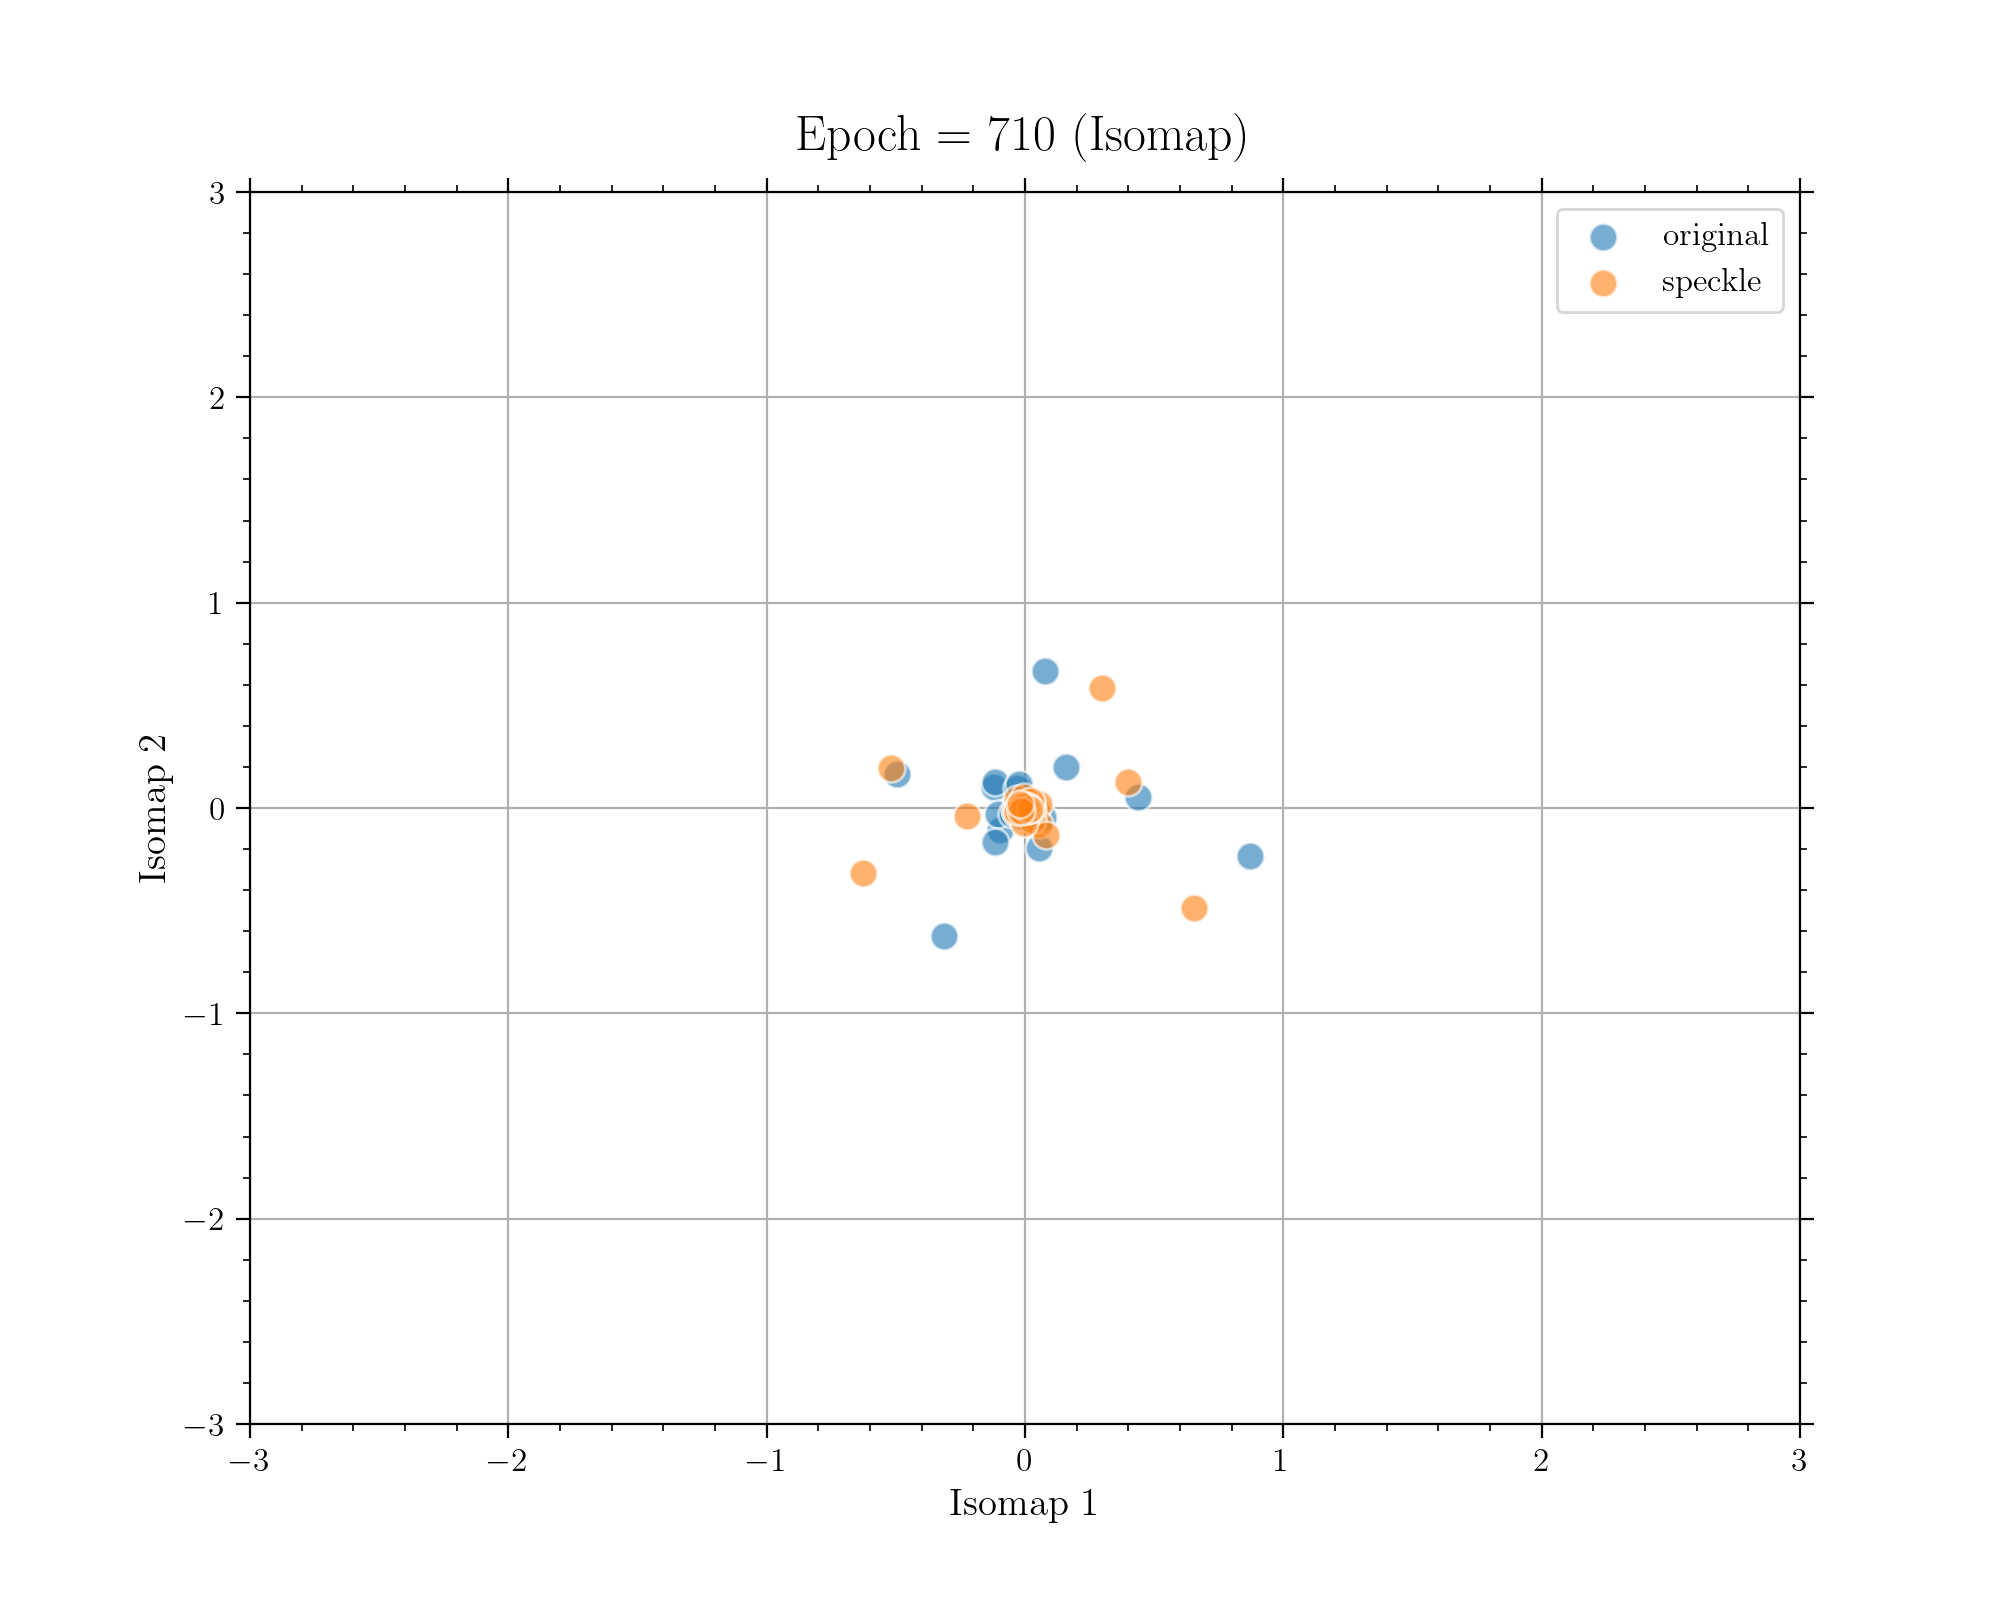 Epoch = 710 (Isomap)
original
speckle
3
2
1
0
−1
−2
−3
Isomap 2
−3
−2
−1
0
1
2
3
Isomap 1